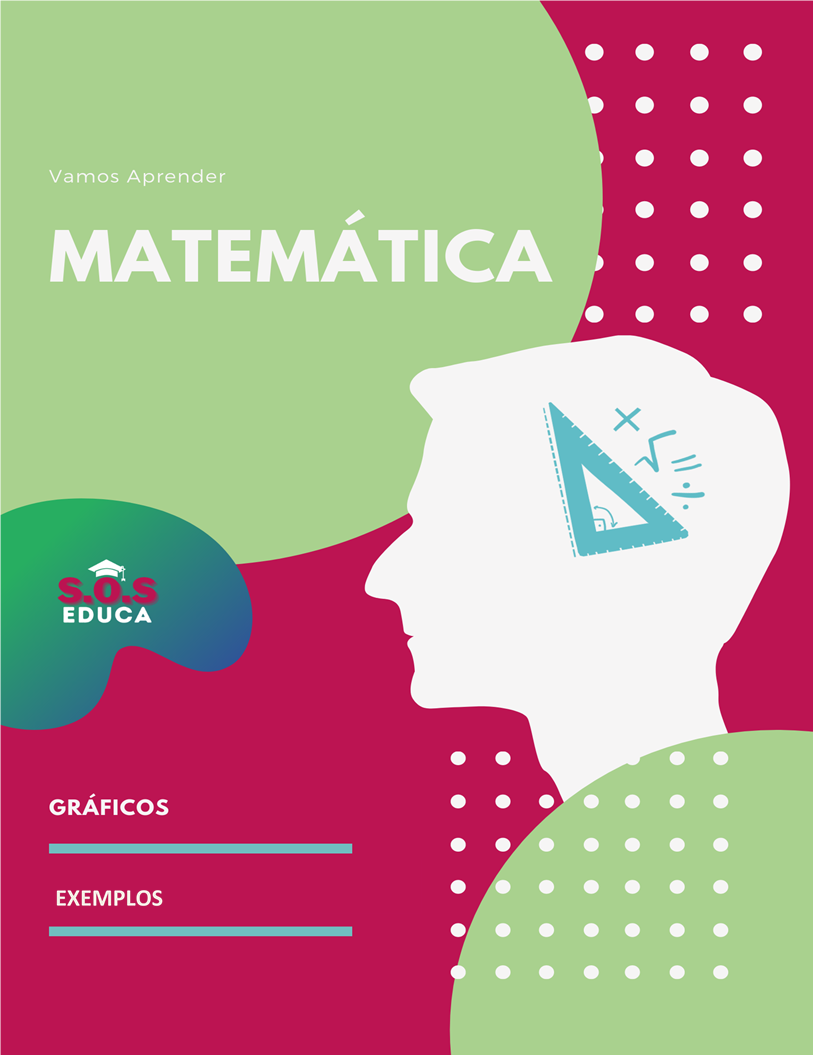 Vamos Aprender
MATEMÁTICA
S.O.S
EDUCA
GRÁFICOS
EXEMPLOS